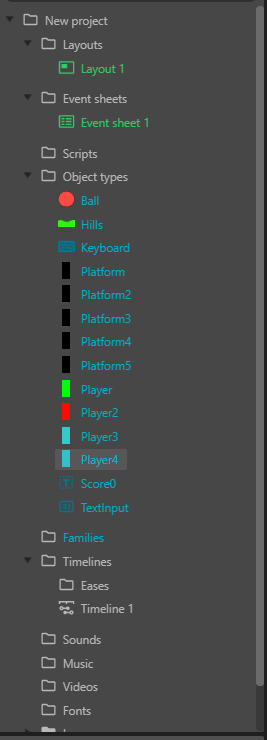 New project
Layouts
Layout 1
Event sheets
Event sheet 1
Scripts
Object types
Ball
Hills
Keyboard
Platform
Platform2
Platform3
Platform4
Platform5
Player
Player2
Player3
Player4
Score0
TextInput
Families
Timelines
Eases
Timeline 1
Sounds
Music
Videos
Fonts